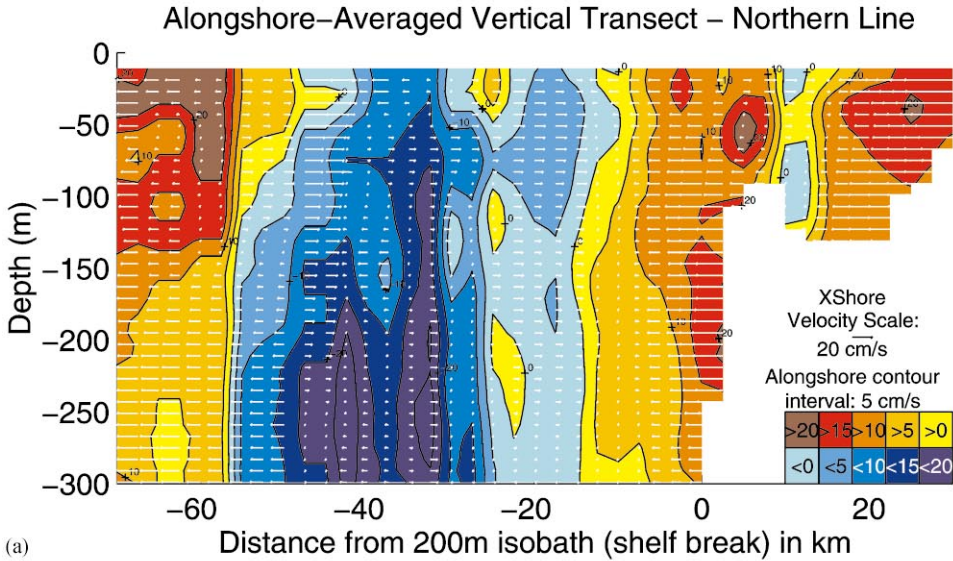 Alongshore–Averaged Vertical Transect – Northern Line
0
−50
−100
−150
−200
−250
−300
Depth (m)
XShore
Velocity Scale:
20 cm/s
Alongshore contour
interval: 5 cm/s
>20 >15 >10 >5 >0
<0 <5 <10 <15 <20
−60 −40 −20 0 20
(a) Distance from 200m isobath (shelf break) in km